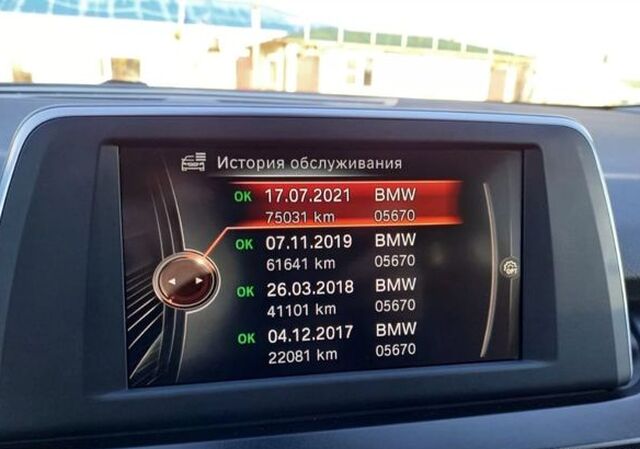 История обслуживания
OK 17.07.2021 BMW
75031 km 05670
OK 07.11.2019 BMW
61641 km 05670
OK 26.03.2018 BMW
41101 km 05670
OK 04.12.2017 BMW
22081 km 05670
OPT